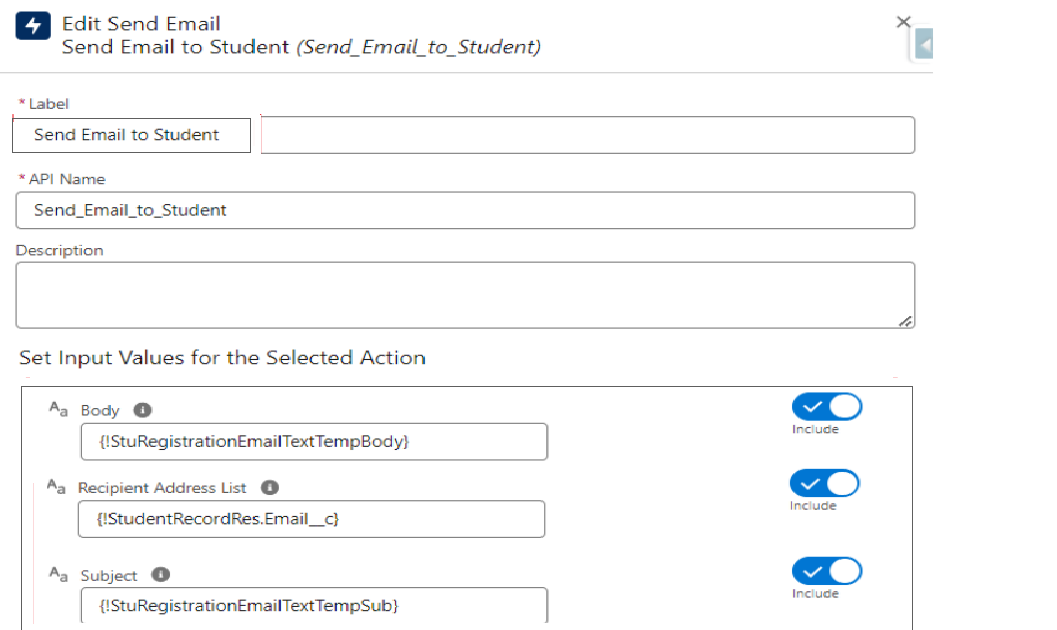 Edit Send Email
Send Email to Student (Send_Email_to_Student)
* Label
Send Email to Student
* API Name
Send_Email_to_Student
Description
Set Input Values for the Selected Action
Aa Body
Include
{!StuRegistrationEmailTextTempBody}
Aa Recipient Address List
Include
{!StudentRecordRes.Email__c}
Aa Subject
Include
{!StuRegistrationEmailTextTempSub}